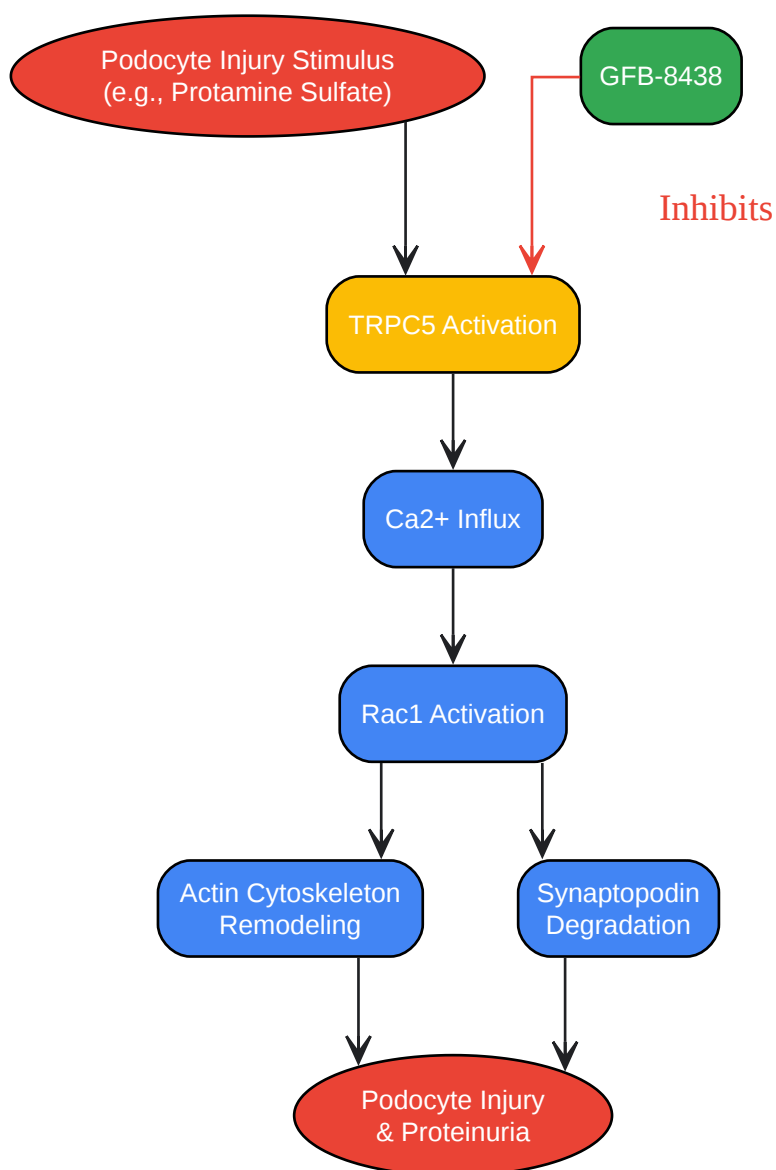 Podocyte Injury Stimulus
(e.g., Protamine Sulfate)
GFB-8438
Inhibits
TRPC5 Activation
Ca2+ Influx
Rac1 Activation
Actin Cytoskeleton
Remodeling
Synaptopodin
Degradation
Podocyte Injury
& Proteinuria